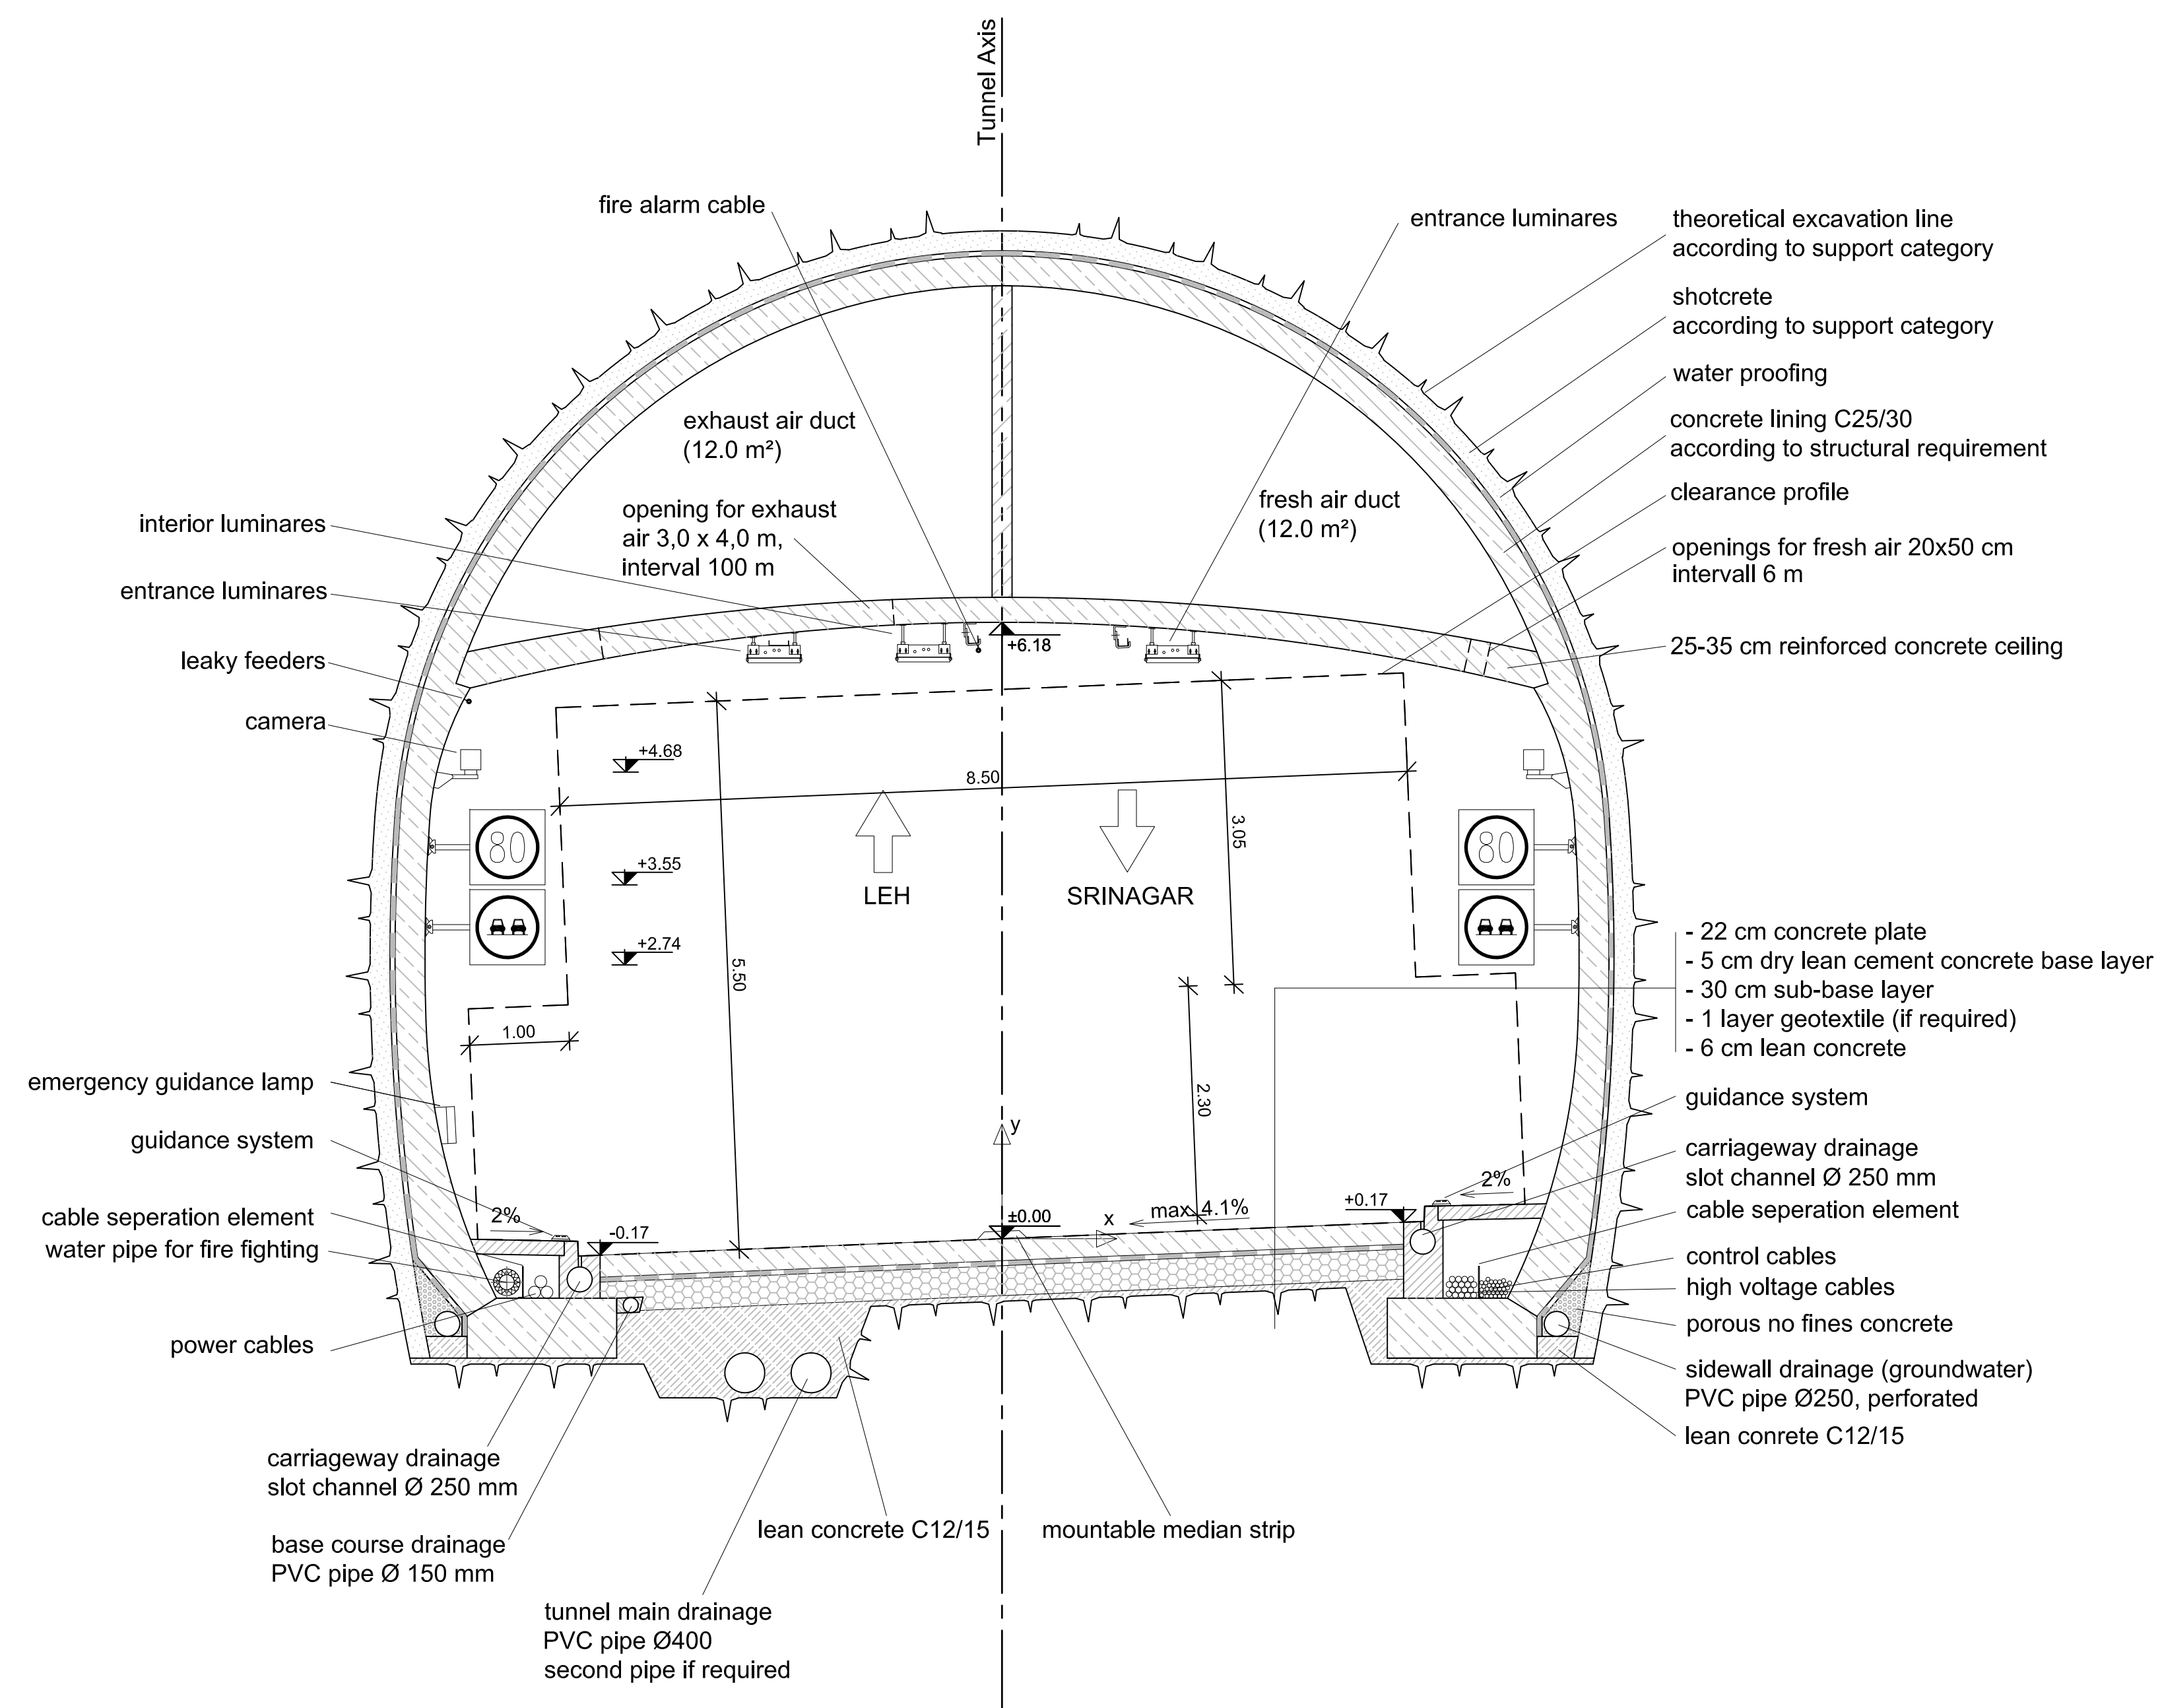 Tunnel Axis
fire alarm cable
entrance luminares
theoretical excavation line
according to support category
shotcrete
according to support category
water proofing
concrete lining C25/30
according to structural requirement
clearance profile
openings for fresh air 20x50 cm
intervall 6 m
25-35 cm reinforced concrete ceiling
exhaust air duct
(12.0 m²)
opening for exhaust
air 3,0 x 4,0 m,
interval 100 m
fresh air duct
(12.0 m²)
interior luminares
entrance luminares
leaky feeders
camera
+6.18
+4.68
8.50
3.05
80
80
+3.55
LEH
SRINAGAR
+2.74
5.50
1.00
2.30
- 22 cm concrete plate
- 5 cm dry lean cement concrete base layer
- 30 cm sub-base layer
- 1 layer geotextile (if required)
- 6 cm lean concrete
emergency guidance lamp
guidance system
cable seperation element
water pipe for fire fighting
power cables
y
x
±0.00
max. 4.1%
+0.17
-0.17
2%
2%
guidance system
carriageway drainage
slot channel Ø 250 mm
cable seperation element
control cables
high voltage cables
porous no fines concrete
sidewall drainage (groundwater)
PVC pipe Ø250, perforated
lean conrete C12/15
carriageway drainage
slot channel Ø 250 mm
base course drainage
PVC pipe Ø 150 mm
lean concrete C12/15
mountable median strip
tunnel main drainage
PVC pipe Ø400
second pipe if required